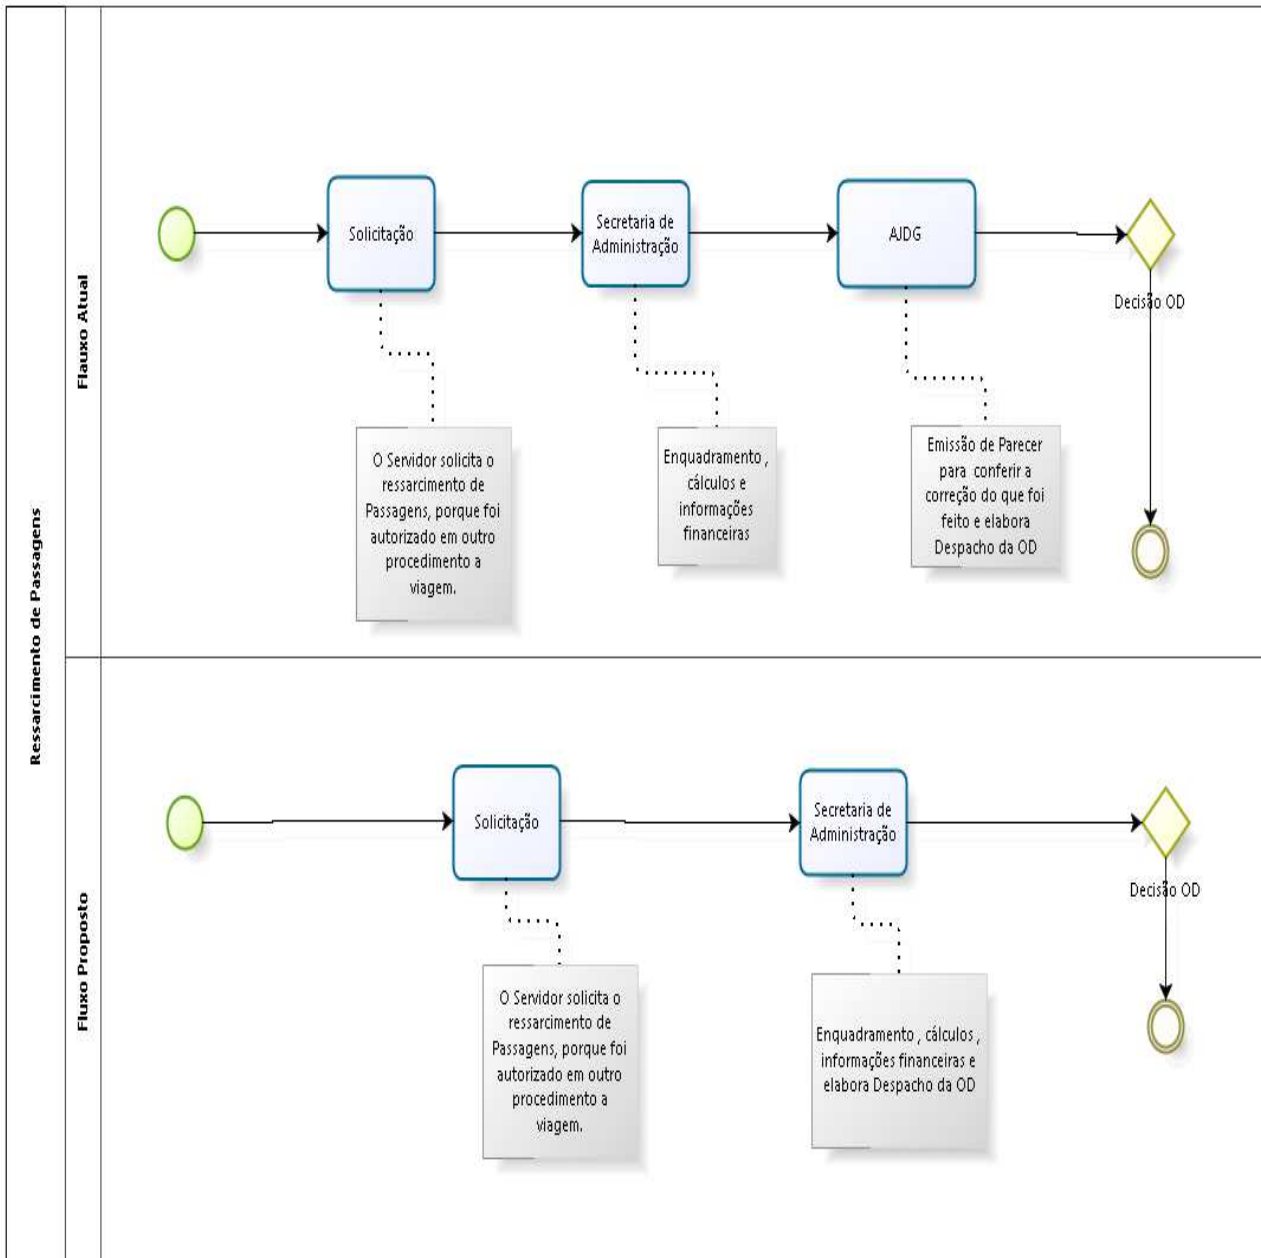 Ressarcimento de Passagens
Flauxo Atual
Solicitação
Secretaria de
Administração
AJDG
Decisão OD
O Servidor solicita o
ressarcimento de
Passagens, porque foi
autorizado em outro
procedimento a
viagem.
Enquadramento ,
cálculos e
informações
financeiras
Emissão de Parecer
para conferir a
correção do que foi
feito e elabora
Despacho da OD
Fluxo Proposto
Solicitação
Secretaria de
Administração
Decisão OD
O Servidor solicita o
ressarcimento de
Passagens, porque foi
autorizado em outro
procedimento a
viagem.
Enquadramento , cálculos ,
informações financeiras e
elabora Despacho da OD